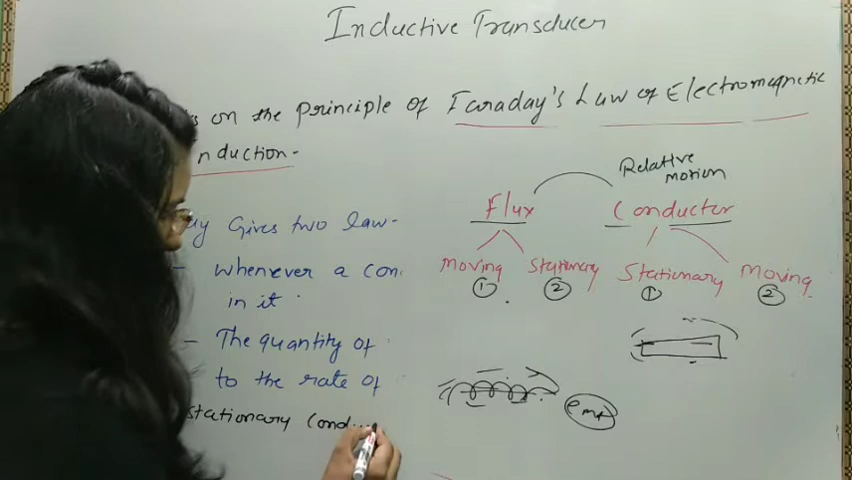 Inductive Transducer
on the principle of Faraday's Law of Electromagnetic
nduction.
Relative
motion
Flux Conductor
Gives two law.
moving stationary Stationary moving
① ② ① ②
- whenever a con.
in it.
- The quantity of
to the rate of
emf
stationary Cond...